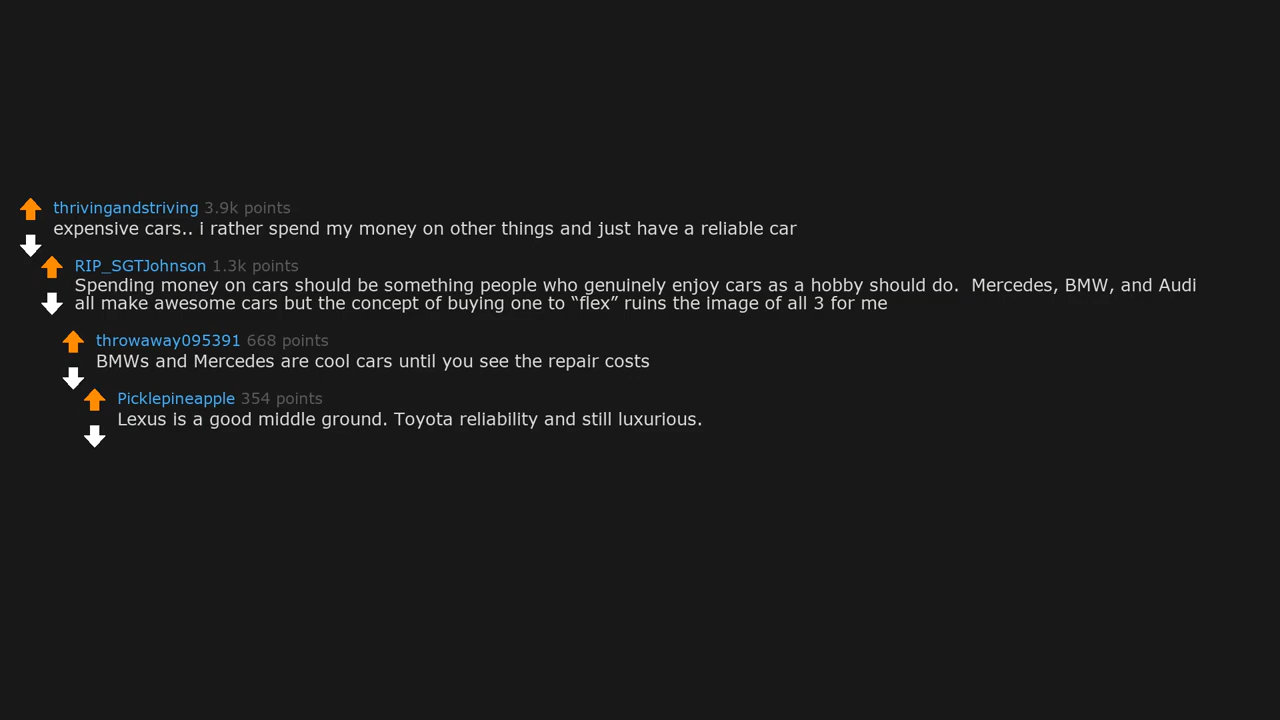 thrivingandstriving 3.9k points
expensive cars.. i rather spend my money on other things and just have a reliable car
RIP_SGTJohnson 1.3k points
Spending money on cars should be something people who genuinely enjoy cars as a hobby should do.  Mercedes, BMW, and Audi
all make awesome cars but the concept of buying one to “flex” ruins the image of all 3 for me
throwaway095391 668 points
BMWs and Mercedes are cool cars until you see the repair costs
Picklepineapple 354 points
Lexus is a good middle ground. Toyota reliability and still luxurious.